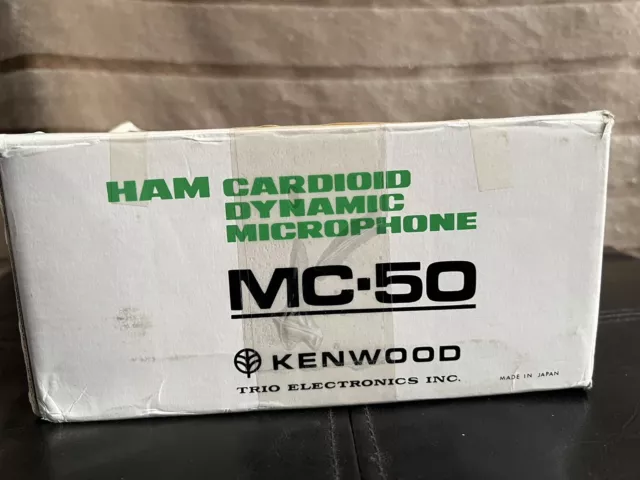 HAM CARDIOID
DYNAMIC
MICROPHONE
MC-50
KENWOOD
TRIO ELECTRONICS INC.
MADE IN JAPAN